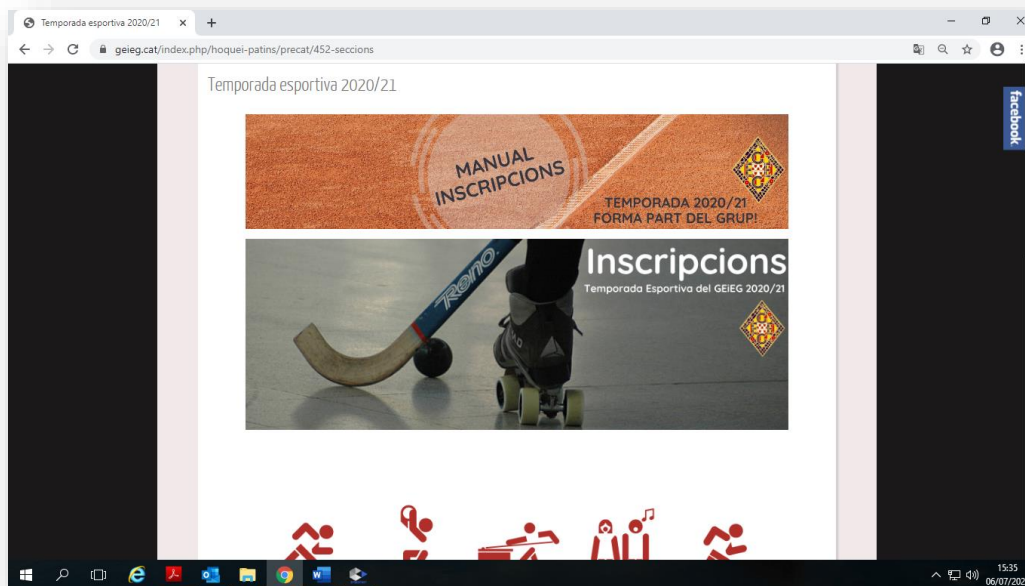 Temporada esportiva 2020/21
geieg.cat/index.php/hoquei-patins/precat/452-seccions
Temporada esportiva 2020/21
facebook
MANUAL
INSCRIPCIONS
TEMPORADA 2020/21
FORMA PART DEL GRUP!
Inscripcions
Temporada Esportiva del GEiEG 2020/21
Reno
15:35
06/07/202